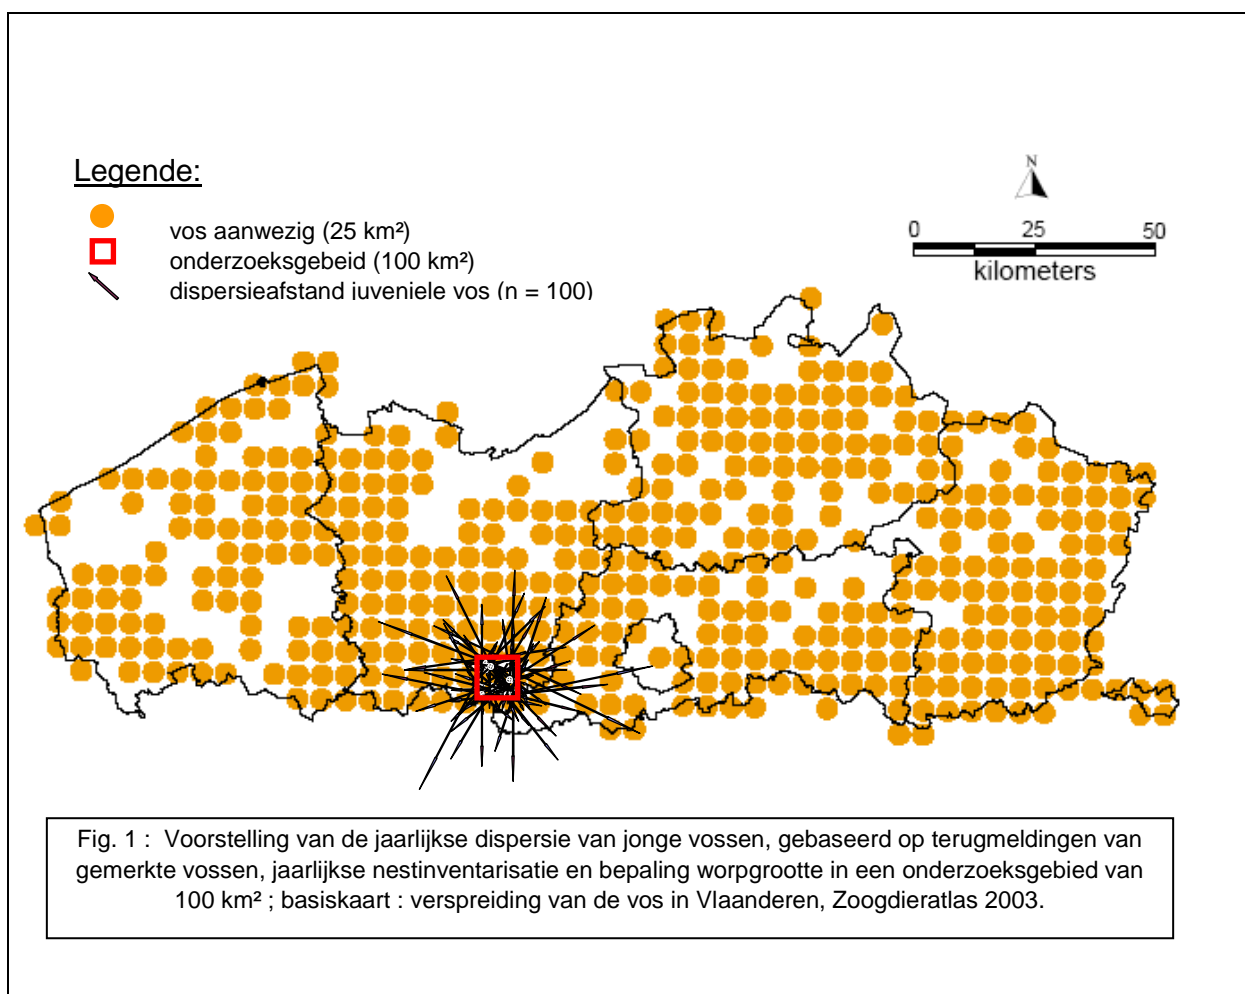 Legende:
vos aanwezig (25 km²)
onderzoeksgebeid (100 km²)
dispersieafstand juveniele vos (n = 100)
N
0 25 50
kilometers
Fig. 1 : Voorstelling van de jaarlijkse dispersie van jonge vossen, gebaseerd op terugmeldingen van
gemerkte vossen, jaarlijkse nestinventarisatie en bepaling worpgrootte in een onderzoeksgebied van
100 km² ; basiskaart : verspreiding van de vos in Vlaanderen, Zoogdieratlas 2003.